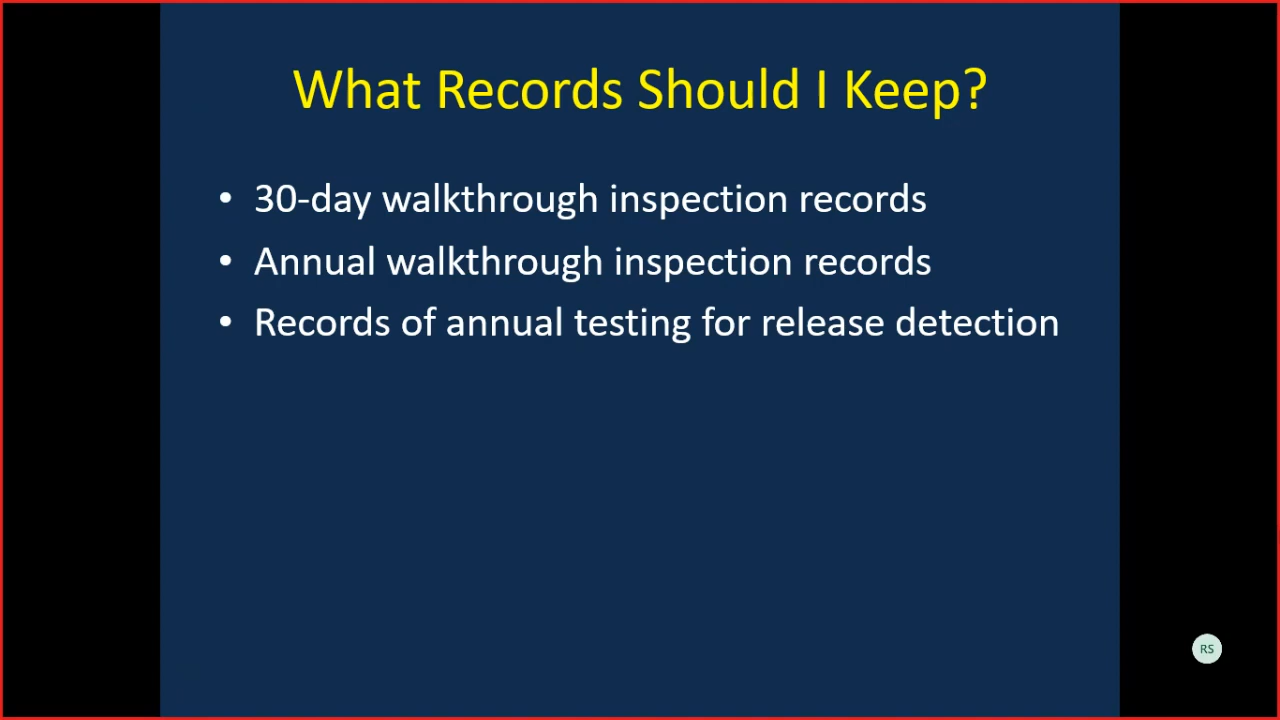 What Records Should I Keep?
• 30-day walkthrough inspection records
• Annual walkthrough inspection records
• Records of annual testing for release detection
RS